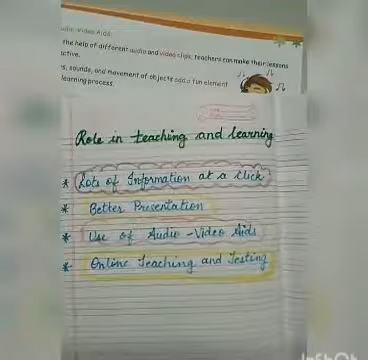 Audio-Video Aids:
the help of different audio and video clips, teachers can make their lessons
active.
s, sounds, and movement of objects add a fun element
learning process.
Role in teaching and learning
* Lots of Information at a Click
* Better Presentation
* Use of Audio-Video Aids
* Online Teaching and Testing
InShOt